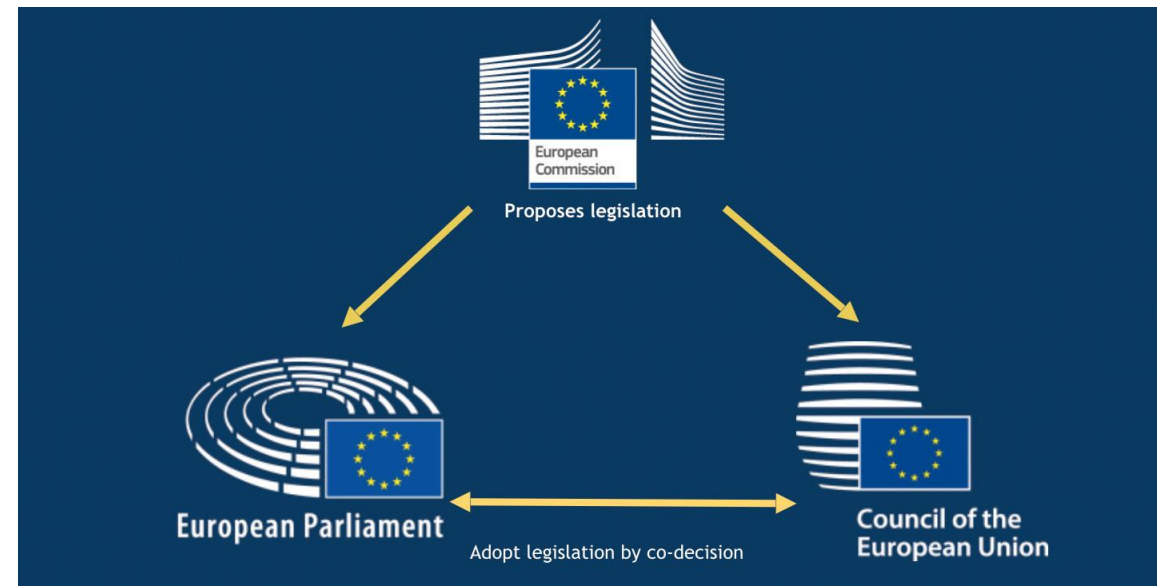 European
Commission
Proposes legislation
European Parliament
Council of the
European Union
Adopt legislation by co-decision